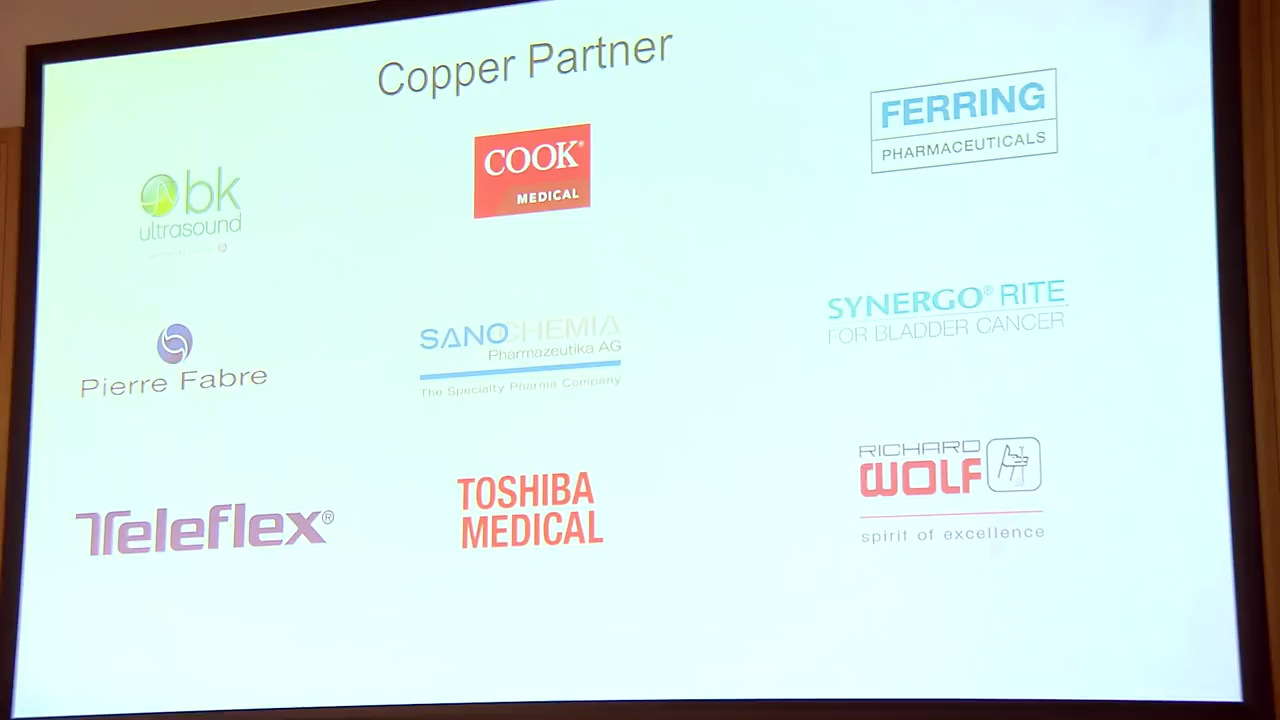 Copper Partner
bk
ultrasound
COOK®
MEDICAL
FERRING
PHARMACEUTICALS
Pierre Fabre
SANOCHEMIA
Pharmazeutika AG
The Specialty Pharma Company
SYNERGO® RITE
FOR BLADDER CANCER
Teleflex®
TOSHIBA
MEDICAL
RICHARD
WOLF
spirit of excellence